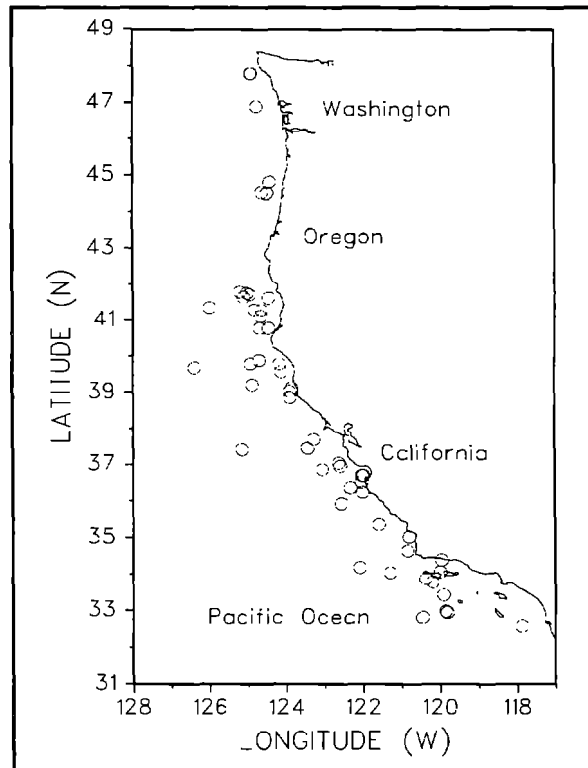 49
47
45
43
41
39
37
35
33
31
LATITUDE (N)
Washington
Oregon
California
Pacific Ocean
128 126 124 122 120 118
LONGITUDE (W)